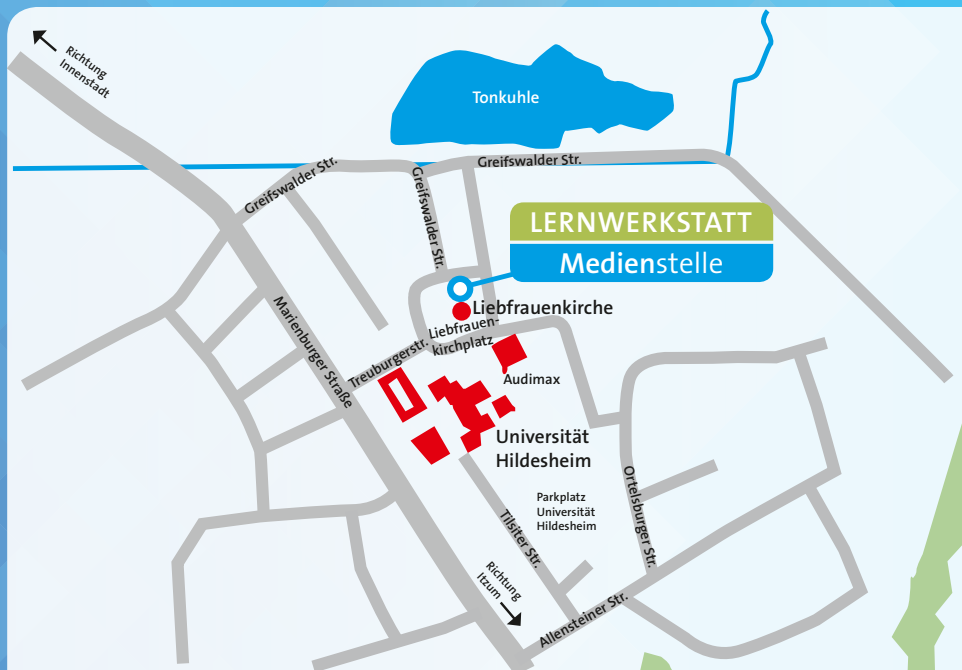 Richtung
Innenstadt
Tonkuhle
Greifswalder Str.
Greifswalder Str.
Greifswalder Str.
LERNWERKSTATT
Medienstelle
Liebfrauenkirche
Liebfrauen-
kirchplatz
Treuburgerstr.
Marienburger Straße
Audimax
Universität
Hildesheim
Parkplatz
Universität
Hildesheim
Ortelsburger Str.
Tilsiter Str.
Richtung
Itzum
Allensteiner Str.